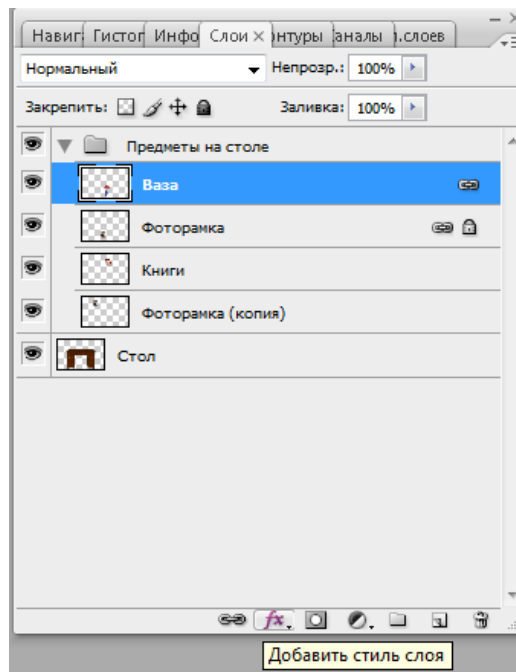 Навиг Гистог Инфо Слои × нтуры аналы .слоев
Нормальный Непрозр.: 100%
Закрепить: Заливка: 100%
Предметы на столе
Ваза
Фоторамка
Книги
Фоторамка (копия)
Стол
fx.
Добавить стиль слоя